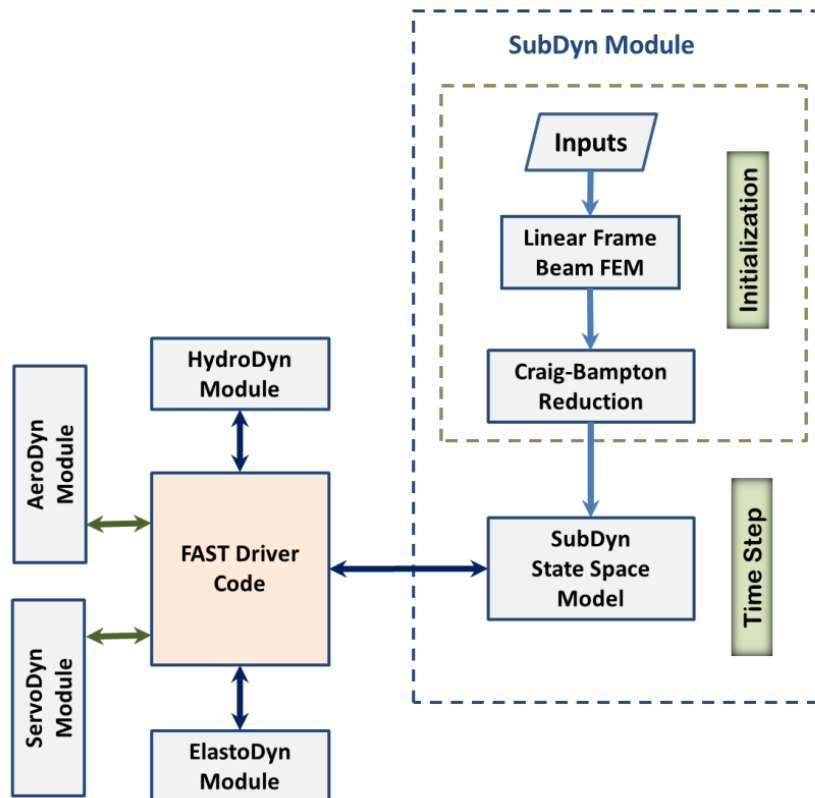 SubDyn Module
Inputs
Linear Frame
Beam FEM
Craig-Bampton
Reduction
Initialization
SubDyn
State Space
Model
Time Step
HydroDyn
Module
AeroDyn
Module
FAST Driver
Code
ServoDyn
Module
ElastoDyn
Module